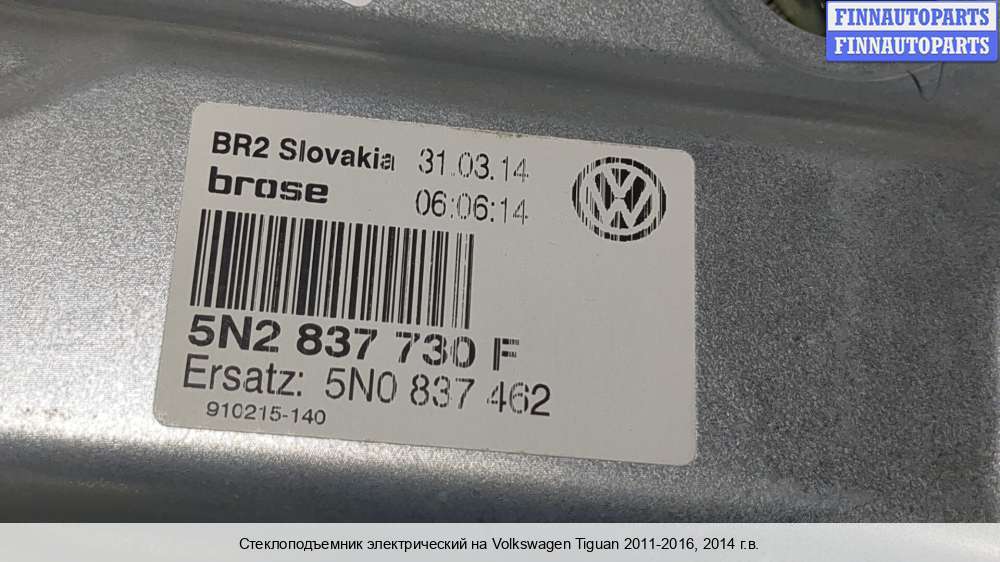 FINNAUTOPARTS
FINNAUTOPARTS
BR2 Slovakia 31.03.14
brose 06:06:14
5N2 837 730 F
Ersatz: 5N0 837 462
910215-140
Стеклоподъемник электрический на Volkswagen Tiguan 2011-2016, 2014 г.в.